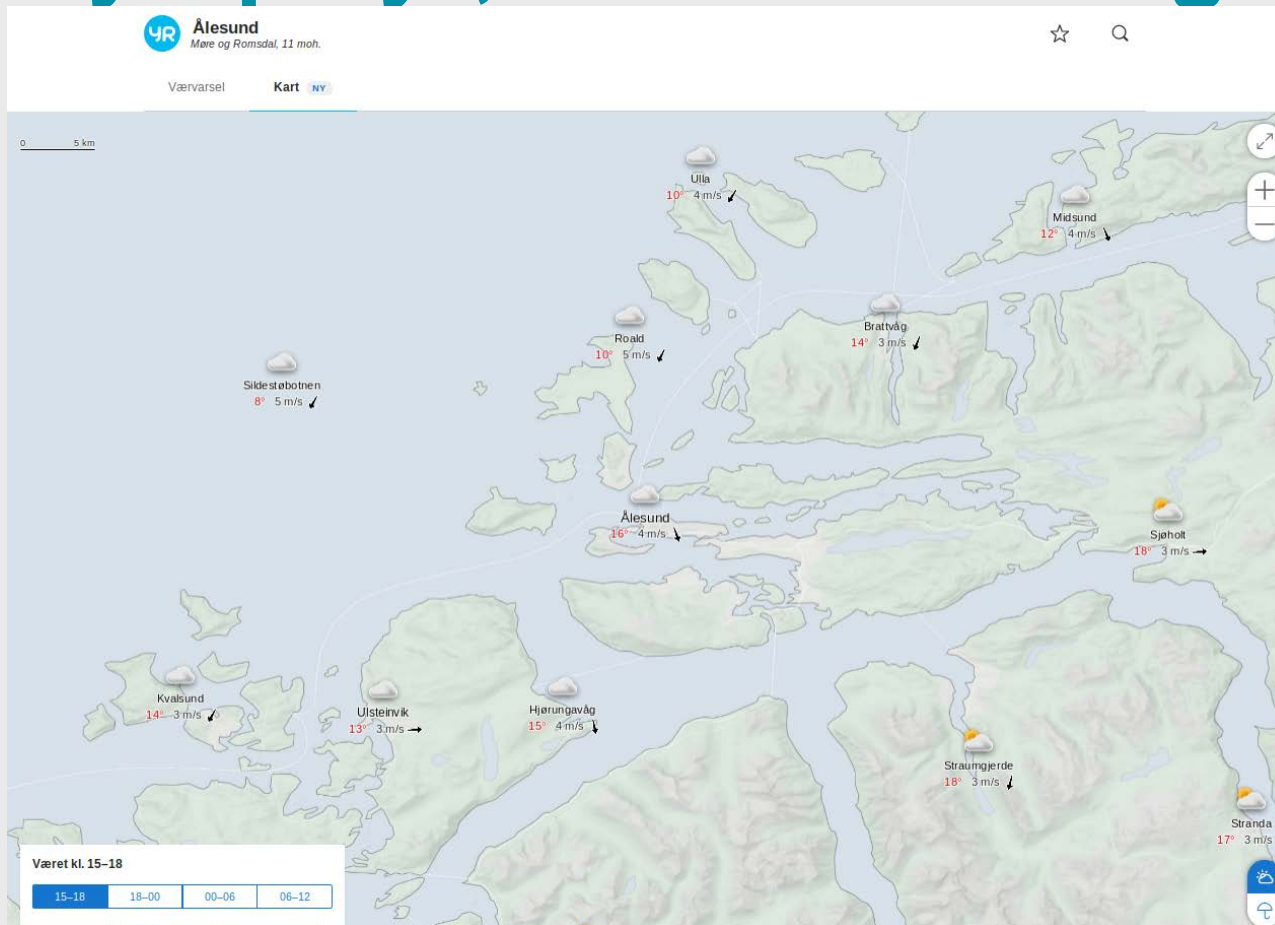 YR
Ålesund
Møre og Romsdal, 11 moh.
Værvarsel
Kart NY
0 5 km
Ulla
10° 4 m/s
Midsund
12° 4 m/s
Brattvåg
14° 3 m/s
Roald
10° 5 m/s
Sildestøbotnen
8° 5 m/s
Ålesund
16° 4 m/s
Sjøholt
18° 3 m/s
Kvalsund
14° 3 m/s
Ulsteinvik
13° 3 m/s
Hjørungavåg
15° 4 m/s
Straumgjerde
18° 3 m/s
Stranda
17° 3 m/s
Været kl. 15–18
15–18 18–00 00–06 06–12